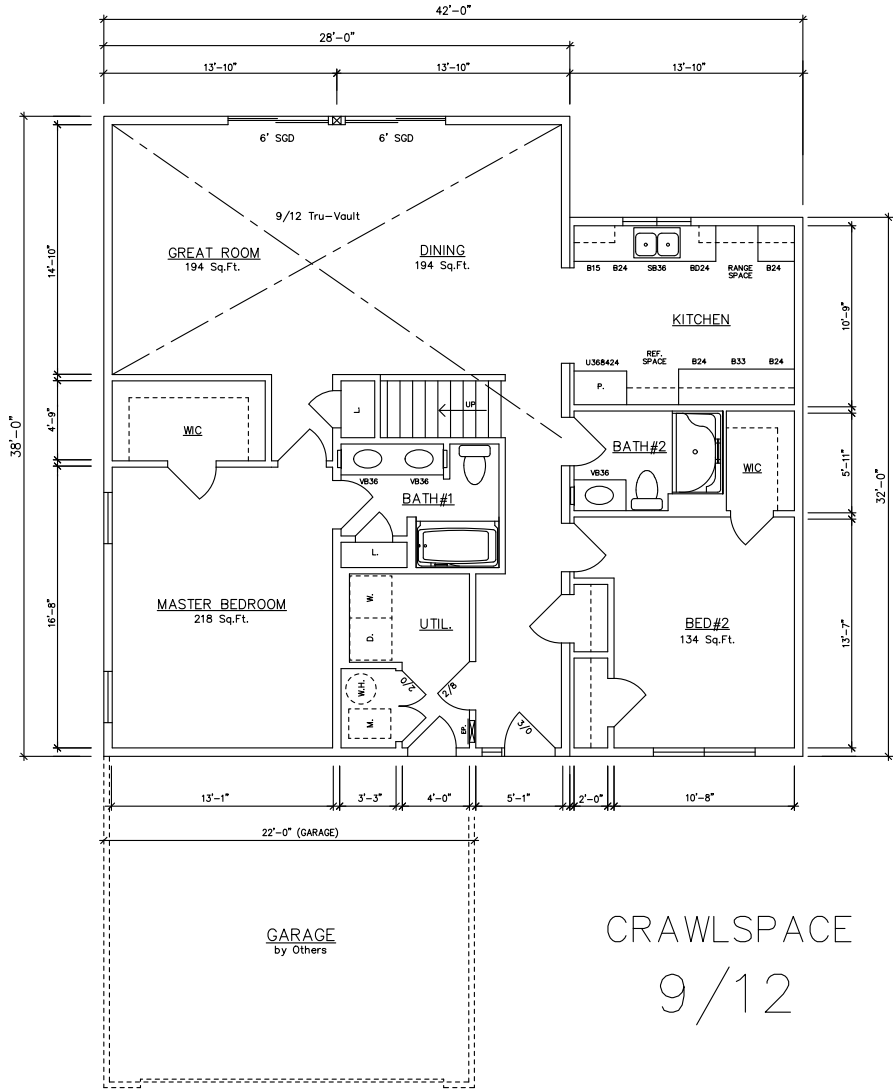 42'-0"
28'-0"
13'-10"
13'-10"
13'-10"
6' SGD
6' SGD
9/12 Tru-Vault
GREAT ROOM
194 Sq.Ft.
DINING
194 Sq.Ft.
14'-10"
B15
B24
SB36
BD24
RANGE
SPACE
B24
KITCHEN
10'-9"
U368424
REF.
SPACE
B24
B33
B24
P.
L.
UP
38'-0"
4'-9"
WIC
VB36
VB36
BATH#1
BATH#2
VB36
WIC
5'-11"
32'-0"
L.
MASTER BEDROOM
218 Sq.Ft.
16'-8"
W.
D.
UTIL.
BED#2
134 Sq.Ft.
13'-7"
W.H.
M.
2/0
2/8
EP.
3/0
13'-1"
3'-3"
4'-0"
5'-1"
2'-0"
10'-8"
22'-0" (GARAGE)
GARAGE
by Others
CRAWLSPACE
9/12